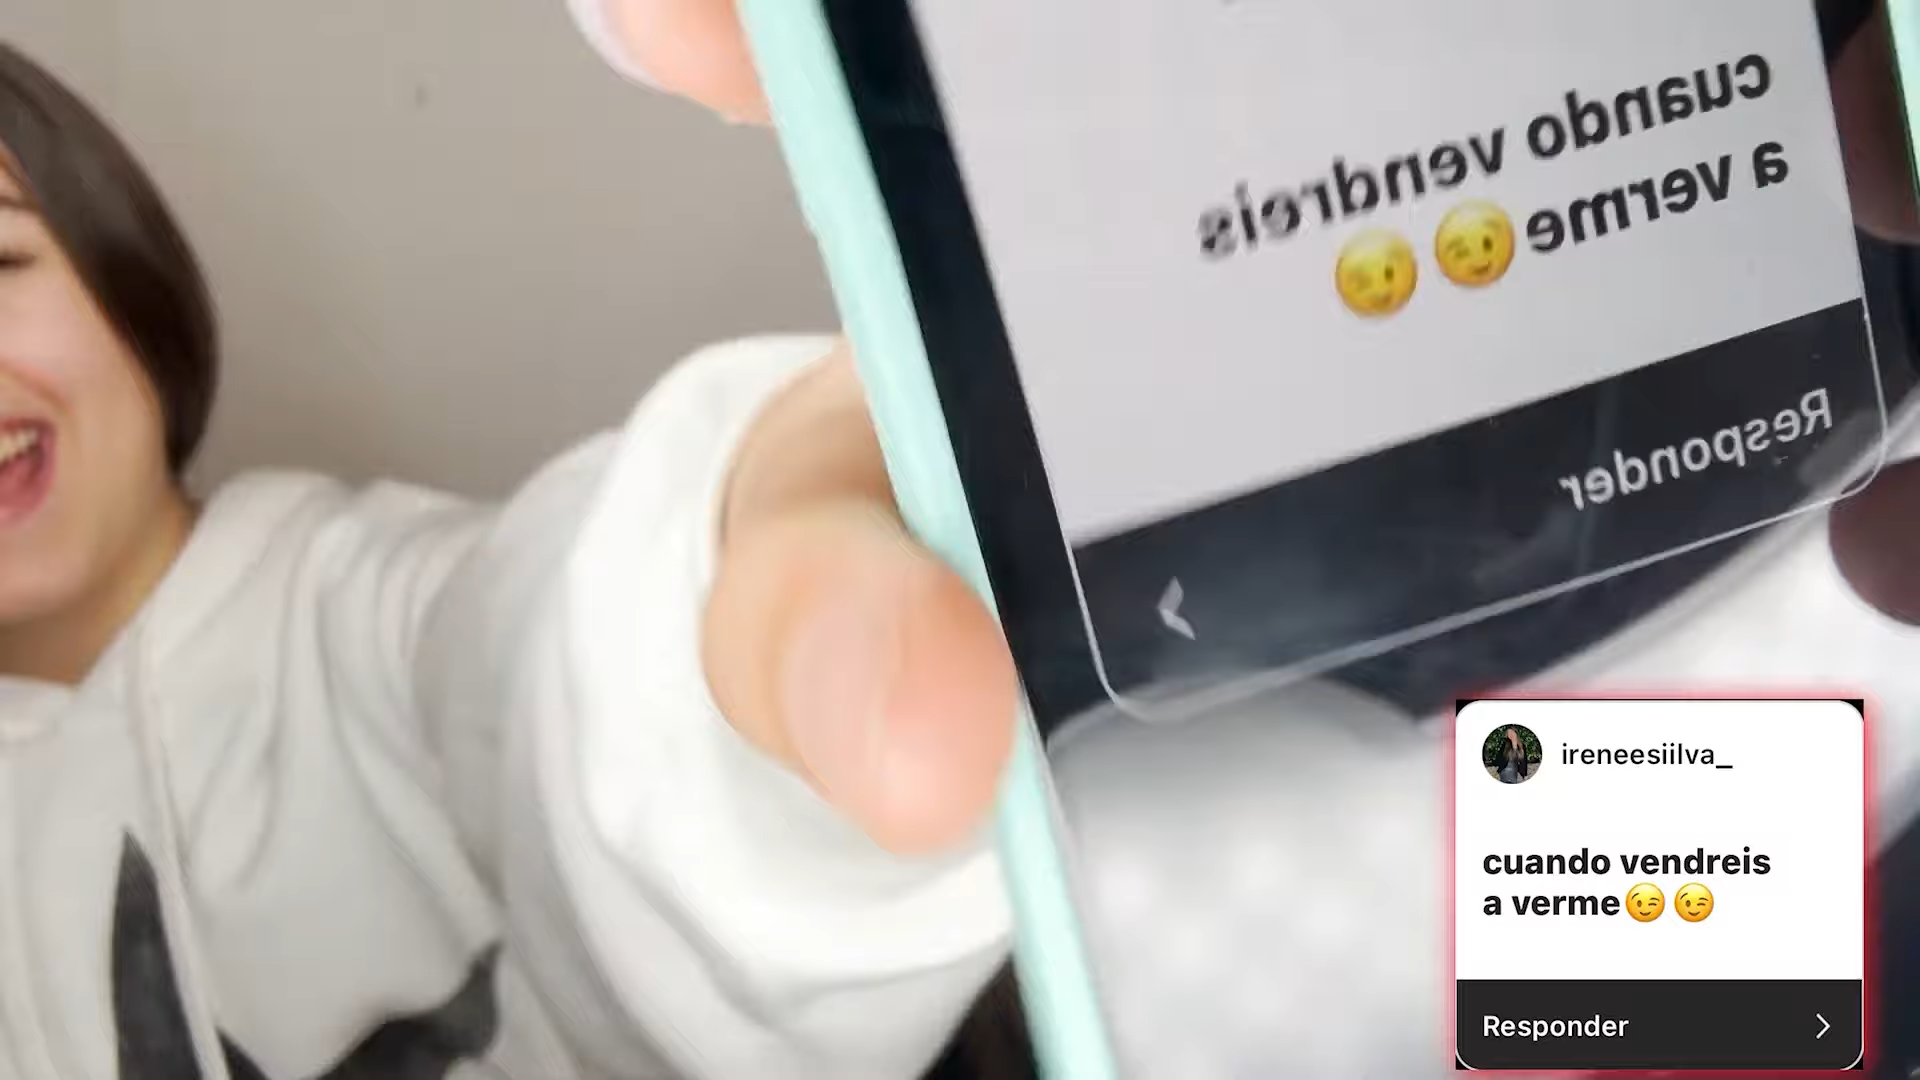 cuando vendreis
a verme😉😉
Responder
ireneesiilva_
cuando vendreis
a verme😉😉
Responder